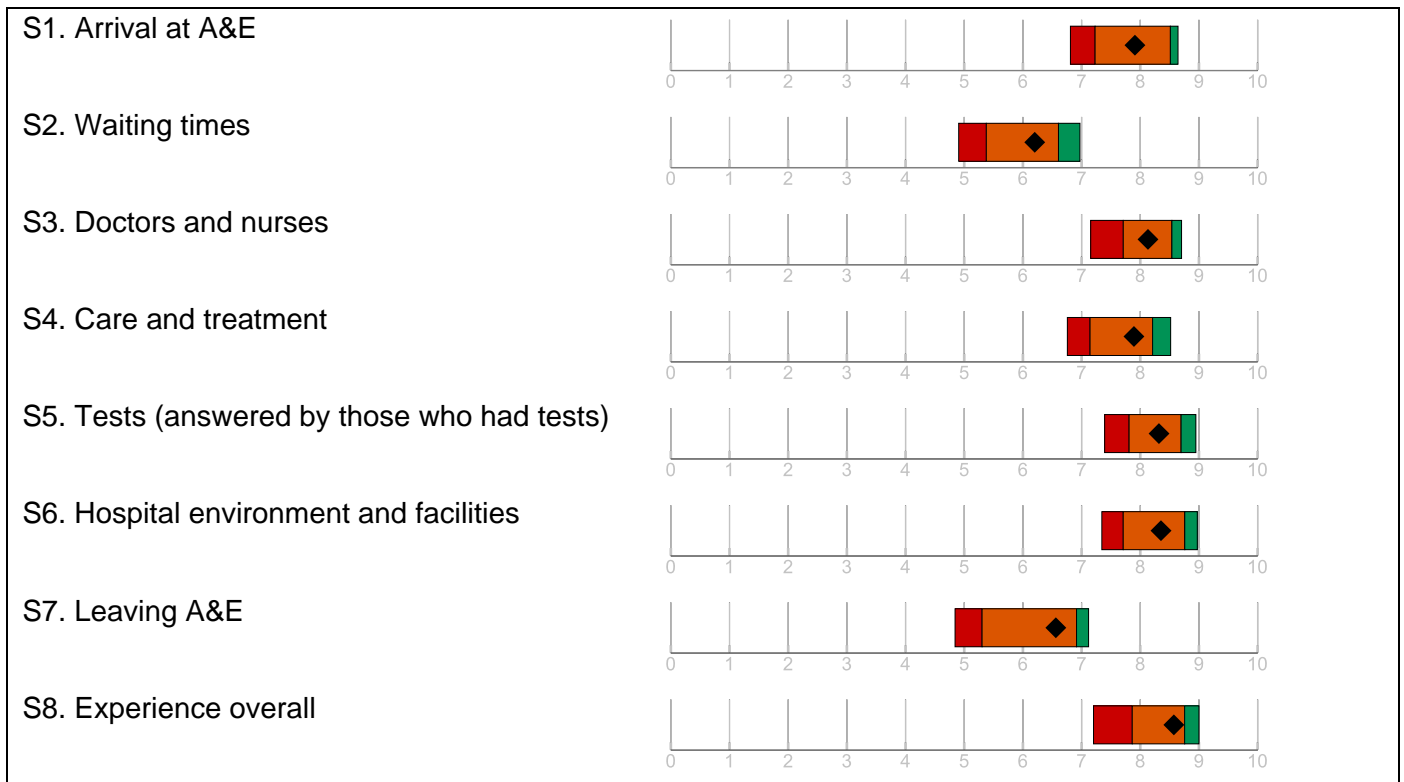 S1. Arrival at A&E
0 1 2 3 4 5 6 7 8 9 10
S2. Waiting times
0 1 2 3 4 5 6 7 8 9 10
S3. Doctors and nurses
0 1 2 3 4 5 6 7 8 9 10
S4. Care and treatment
0 1 2 3 4 5 6 7 8 9 10
S5. Tests (answered by those who had tests)
0 1 2 3 4 5 6 7 8 9 10
S6. Hospital environment and facilities
0 1 2 3 4 5 6 7 8 9 10
S7. Leaving A&E
0 1 2 3 4 5 6 7 8 9 10
S8. Experience overall
0 1 2 3 4 5 6 7 8 9 10